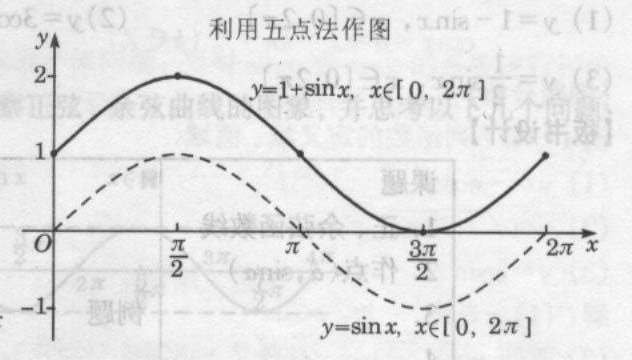 利用五点法作图
y
2
y=1+sinx, x∈[0, 2π]
1
O
π/2
π
3π/2
2π
x
-1
y=sinx, x∈[0, 2π]